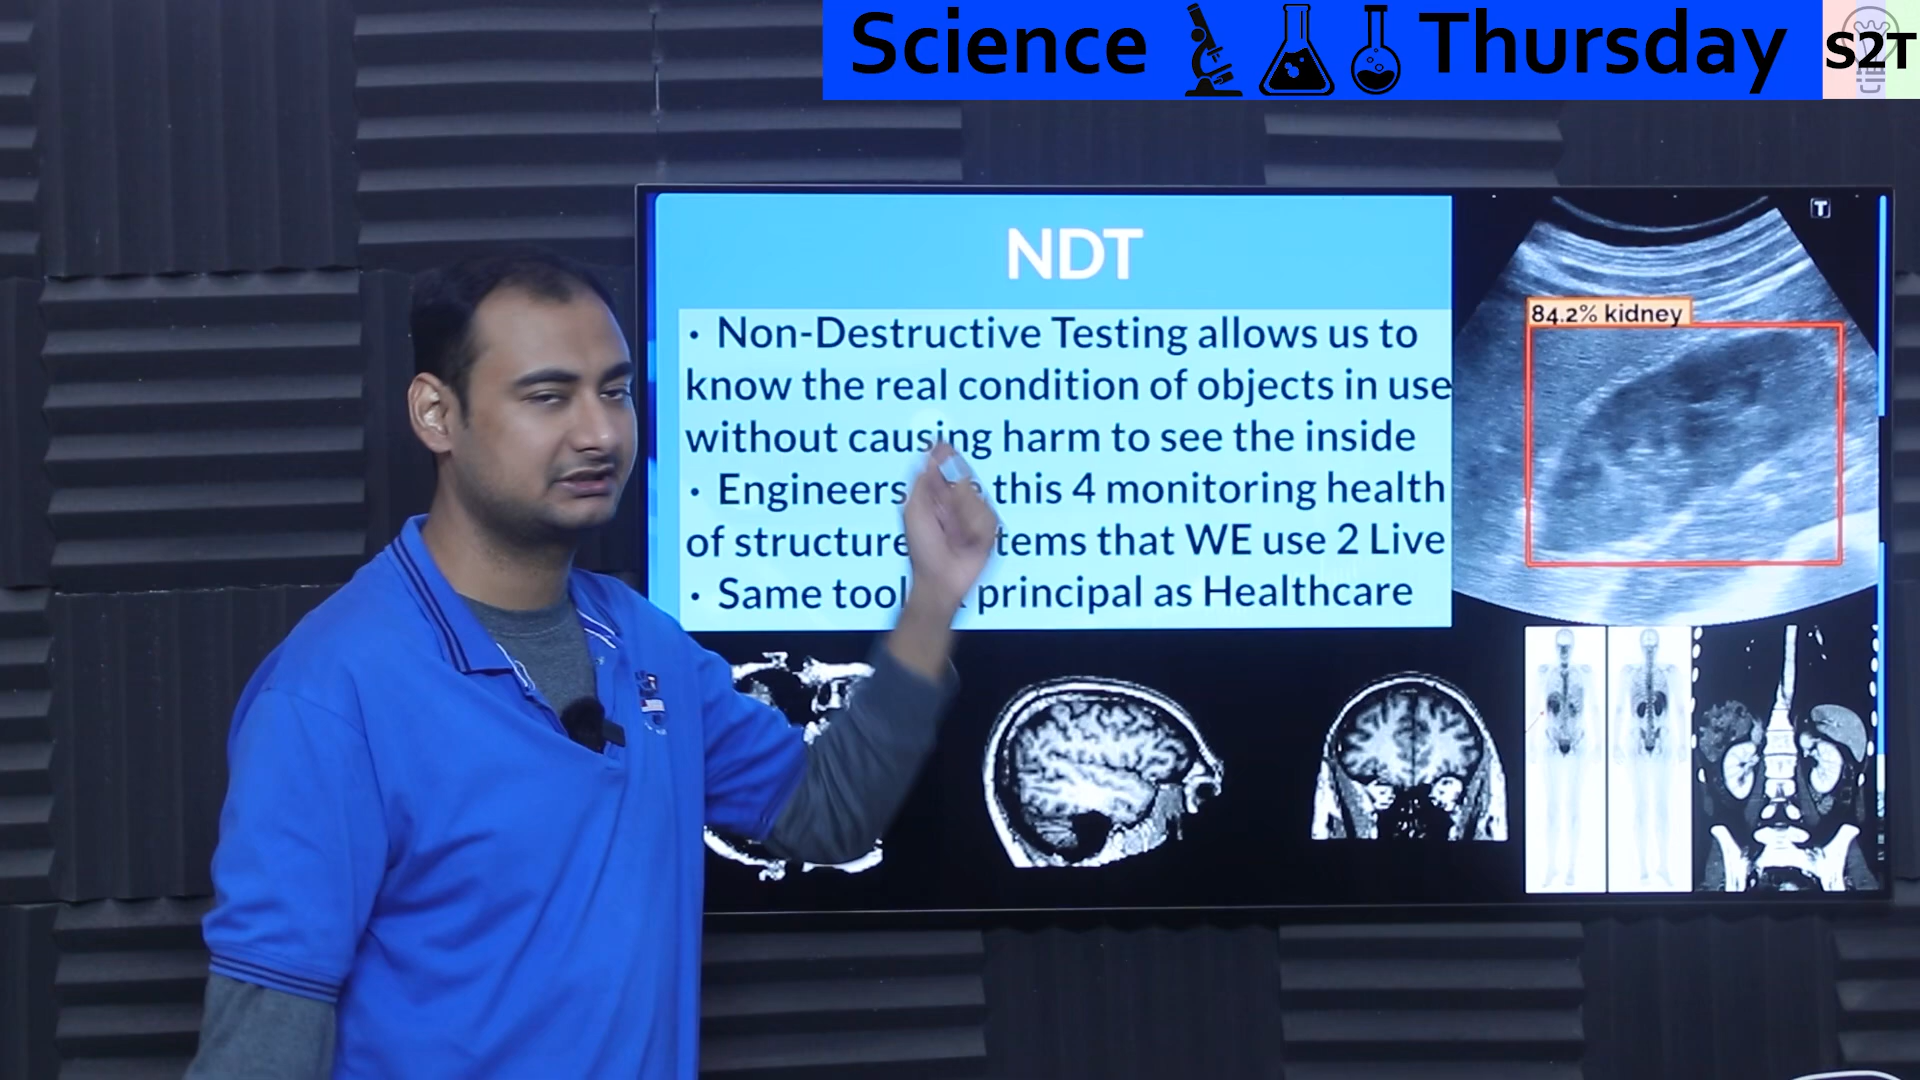 Science Thursday
S2T
T
NDT
84.2% kidney
• Non-Destructive Testing allows us to
know the real condition of objects in use
without causing harm to see the inside
• Engineers this 4 monitoring health
of structure tems that WE use 2 Live
• Same tool principal as Healthcare